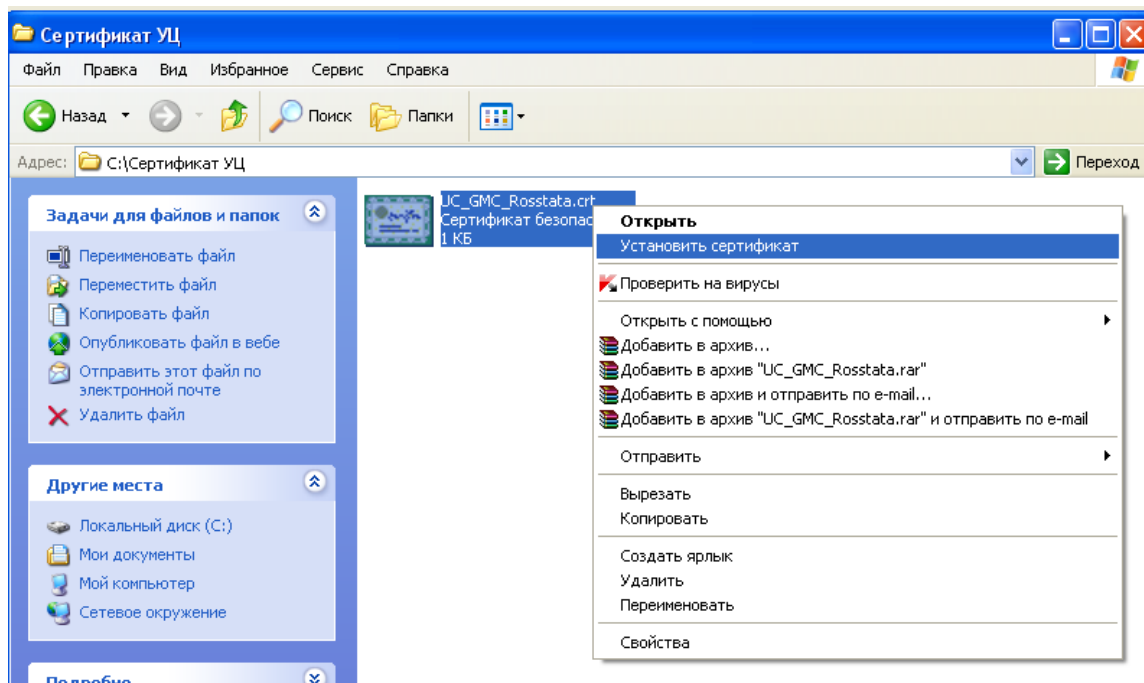 Сертификат УЦ
Файл Правка Вид Избранное Сервис Справка
Назад Поиск Папки
Адрес: C:\Сертификат УЦ Переход
Задачи для файлов и папок
Переименовать файл
Переместить файл
Копировать файл
Опубликовать файл в вебе
Отправить этот файл по
электронной почте
Удалить файл
Другие места
Локальный диск (C:)
Мои документы
Мой компьютер
Сетевое окружение
Подробно
UC_GMC_Rosstata.crt
Сертификат безопас
1 КБ
Открыть
Установить сертификат
Проверить на вирусы
Открыть с помощью
Добавить в архив...
Добавить в архив "UC_GMC_Rosstata.rar"
Добавить в архив и отправить по e-mail...
Добавить в архив "UC_GMC_Rosstata.rar" и отправить по e-mail
Отправить
Вырезать
Копировать
Создать ярлык
Удалить
Переименовать
Свойства